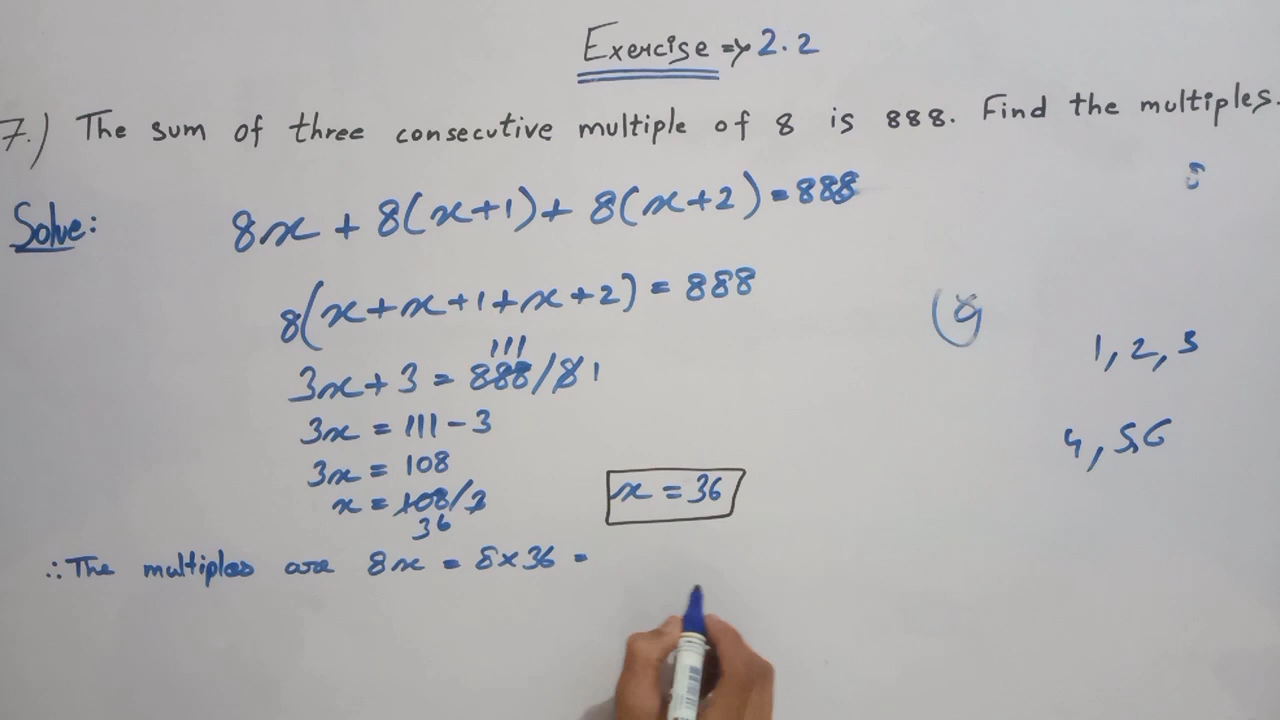 Exercise => 2.2
7.) The sum of three consecutive multiple of 8 is 888. Find the multiples.
Solve: 8x + 8(x+1) + 8(x+2) = 888
8(x+x+1+x+2) = 888
111
3x + 3 = 888/8 1
3x = 111 - 3
3x = 108
x = 108/3
36
x = 36
∴ The multiples are 8x = 8 × 36 =
1, 2, 3
4, 5, 6